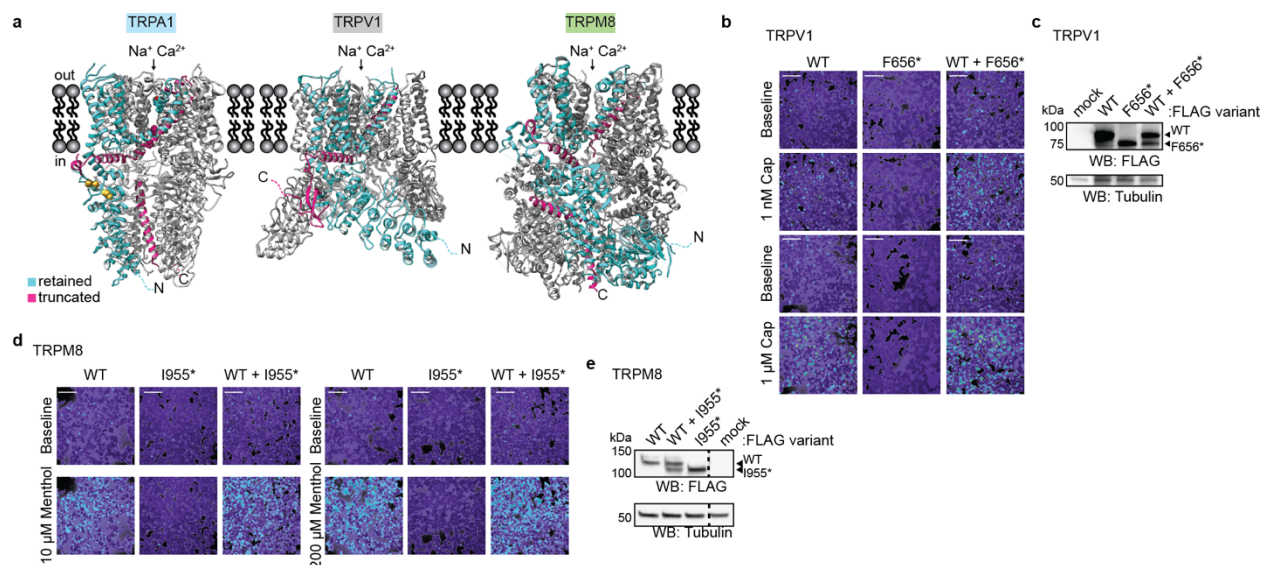 a
TRPA1
TRPV1
TRPM8
Na⁺ Ca²⁺
Na⁺ Ca²⁺
Na⁺ Ca²⁺
out
in
C
N
N
N
C
C
retained
truncated
b
TRPV1
WT
F656*
WT + F656*
Baseline
1 nM Cap
Baseline
1 µM Cap
c
TRPV1
mock
WT
F656*
WT + F656*
:FLAG variant
kDa
100
75
WT
F656*
WB: FLAG
50
WB: Tubulin
d
TRPM8
WT
I955*
WT + I955*
WT
I955*
WT + I955*
Baseline
10 µM Menthol
Baseline
200 µM Menthol
e
TRPM8
WT
WT + I955*
I955*
mock
:FLAG variant
kDa
150
100
WT
I955*
WB: FLAG
50
WB: Tubulin